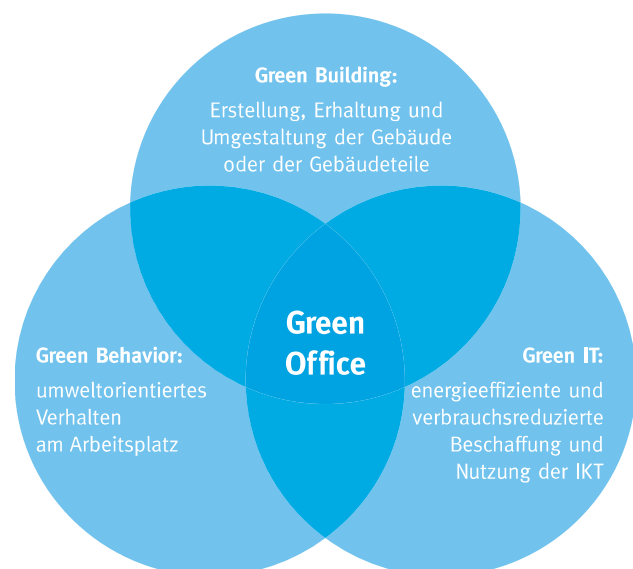 Green Building:
Erstellung, Erhaltung und
Umgestaltung der Gebäude
oder der Gebäudeteile
Green
Office
Green Behavior:
umweltorientiertes
Verhalten
am Arbeitsplatz
Green IT:
energieeffiziente und
verbrauchsreduzierte
Beschaffung und
Nutzung der IKT